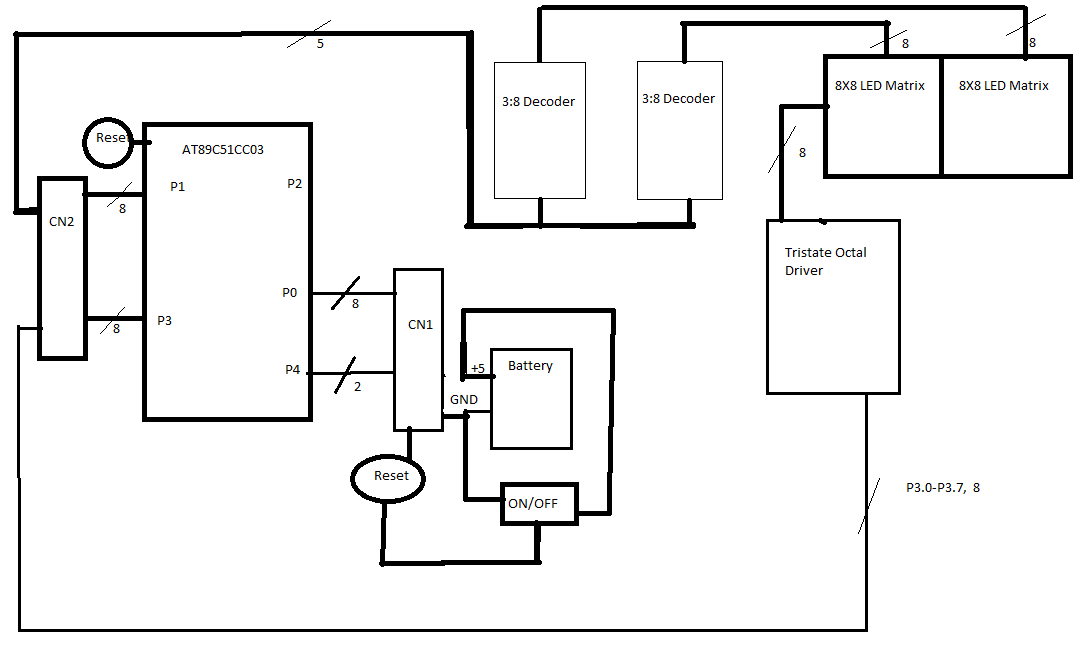 5
8
8
3:8 Decoder
3:8 Decoder
8X8 LED Matrix
8X8 LED Matrix
Reset
AT89C51CC03
8
P1
P2
8
CN2
Tristate Octal
Driver
P0
8
P3
8
CN1
P4
2
+5
Battery
GND
Reset
ON/OFF
P3.0-P3.7, 8